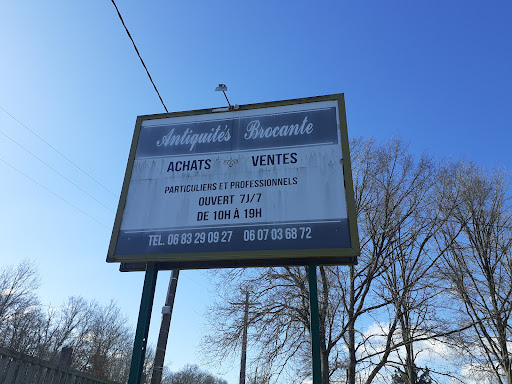 Antiquités Brocante
ACHATS VENTES
PARTICULIERS ET PROFESSIONNELS
OUVERT 7J/7
DE 10H À 19H
TEL. 06 83 29 09 27 06 07 03 68 72